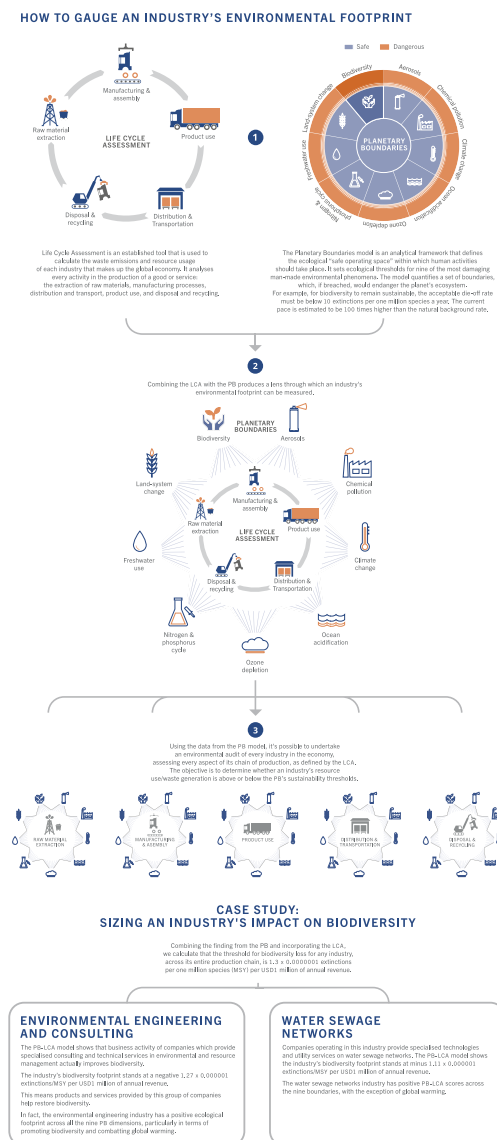 HOW TO GAUGE AN INDUSTRY'S ENVIRONMENTAL FOOTPRINT
Safe
Dangerous
Manufacturing &
assembly
Raw material
extraction
LIFE CYCLE
ASSESSMENT
Product use
Disposal &
recycling
Distribution &
Transportation
1
Biodiversity
Aerosols
Chemical pollution
Climate change
Ocean acidification
Ozone depletion
Nitrogen &
phosphorus cycle
Freshwater use
Land-system change
PLANETARY
BOUNDARIES
Life Cycle Assessment is an established tool that is used to
calculate the waste emissions and resource usage
of each industry that makes up the global economy. It analyses
every activity in the production of a good or service:
the extraction of raw materials, manufacturing processes,
distribution and transport, product use, and disposal and recycling.
The Planetary Boundaries model is an analytical framework that defines
the ecological "safe operating space" within which human activities
should take place. It sets ecological thresholds for nine of the most damaging
man-made environmental phenomena. The model quantifies a set of boundaries,
which, if breached, would endanger the planet's ecosystem.
For example, for biodiversity to remain sustainable, the acceptable die-off rate
must be below 10 extinctions per one million species a year. The current
pace is estimated to be 100 times higher than the natural background rate.
2
Combining the LCA with the PB produces a lens through which an industry's
environmental footprint can be measured.
PLANETARY
BOUNDARIES
Biodiversity
Aerosols
Land-system
change
Chemical
pollution
Manufacturing &
assembly
Raw material
extraction
Product use
LIFE CYCLE
ASSESSMENT
Freshwater
use
Climate
change
Disposal &
recycling
Distribution &
Transportation
Nitrogen &
phosphorus
cycle
Ocean
acidification
Ozone
depletion
3
Using the data from the PB model, it's possible to undertake
an environmental audit of every industry in the economy,
assessing every aspect of its chain of production, as defined by the LCA.
The objective is to determine whether an industry's resource
use/waste generation is above or below the PB's sustainability thresholds.
RAW MATERIAL
EXTRACTION
MANUFACTURING
& ASEMBLY
PRODUCT USE
DISTRIBUTION &
TRANSPORTATION
DISPOSAL &
RECYCLING
CASE STUDY:
SIZING AN INDUSTRY'S IMPACT ON BIODIVERSITY
Combining the finding from the PB and incorporating the LCA,
we calculate that the threshold for biodiversity loss for any industry,
across its entire production chain, is 1.3 x 0.0000001 extinctions
per one million species (MSY) per USD1 million of annual revenue.
ENVIRONMENTAL ENGINEERING
AND CONSULTING
The PB-LCA model shows that business activity of companies which provide
specialised consulting and technical services in environmental and resource
management actually improves biodiversity.
The industry's biodiversity footprint stands at a negative 1.27 x 0.000001
extinctions/MSY per USD1 million of annual revenue.
This means products and services provided by this group of companies
help restore biodiversity.
In fact, the environmental engineering industry has a positive ecological
footprint across all the nine PB dimensions, particularly in terms of
promoting biodiversity and combatting global warming.
WATER SEWAGE
NETWORKS
Companies operating in this industry provide specialised technologies
and utility services on water sewage networks. The PB-LCA model shows
the industry's biodiversity footprint stands at minus 1.13 x 0.000001
extinctions/MSY per USD1 million of annual revenue.
The water sewage networks industry has positive PB-LCA scores across
the nine boundaries, with the exception of global warming.